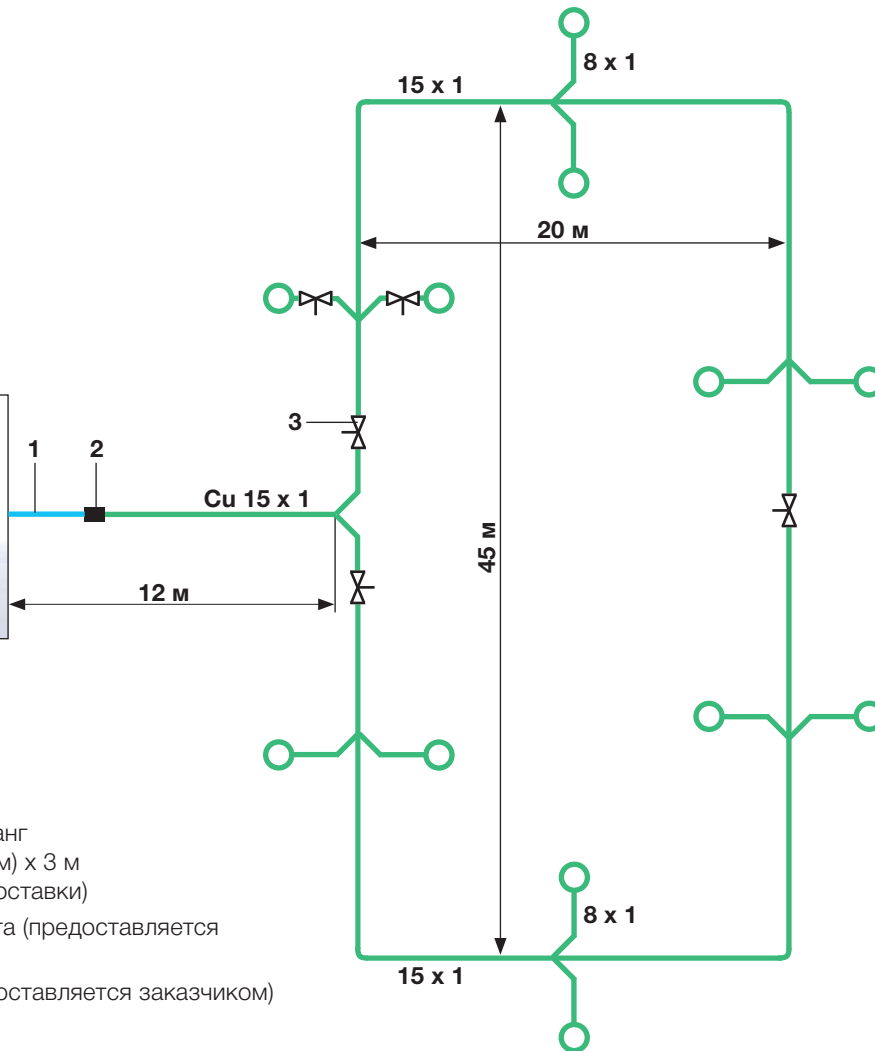 8 x 1
15 x 1
20 м
3
1 2
Cu 15 x 1
45 м
12 м
анг
м) x 3 м
оставки)
та (предоставляется
8 x 1
оставляется заказчиком)
15 x 1